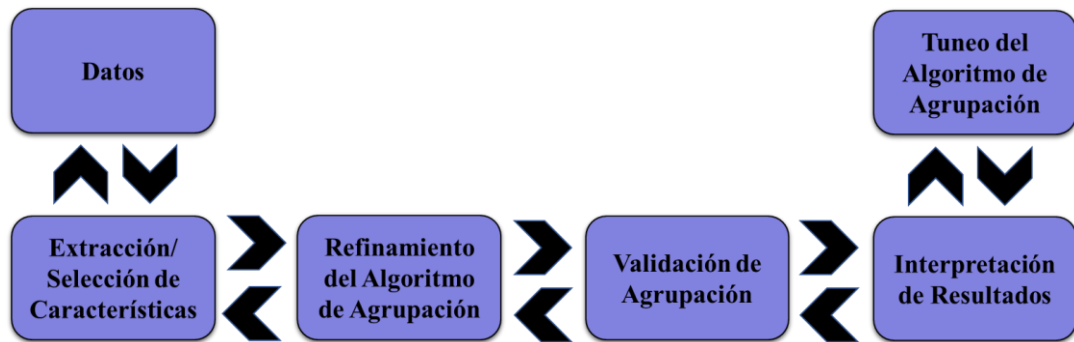 Datos
Tuneo del
Algoritmo de
Agrupación
Extracción/
Selección de
Característícas
Refinamiento
del Algoritmo
de Agrupación
Validación de
Agrupación
Interpretación
de Resultados